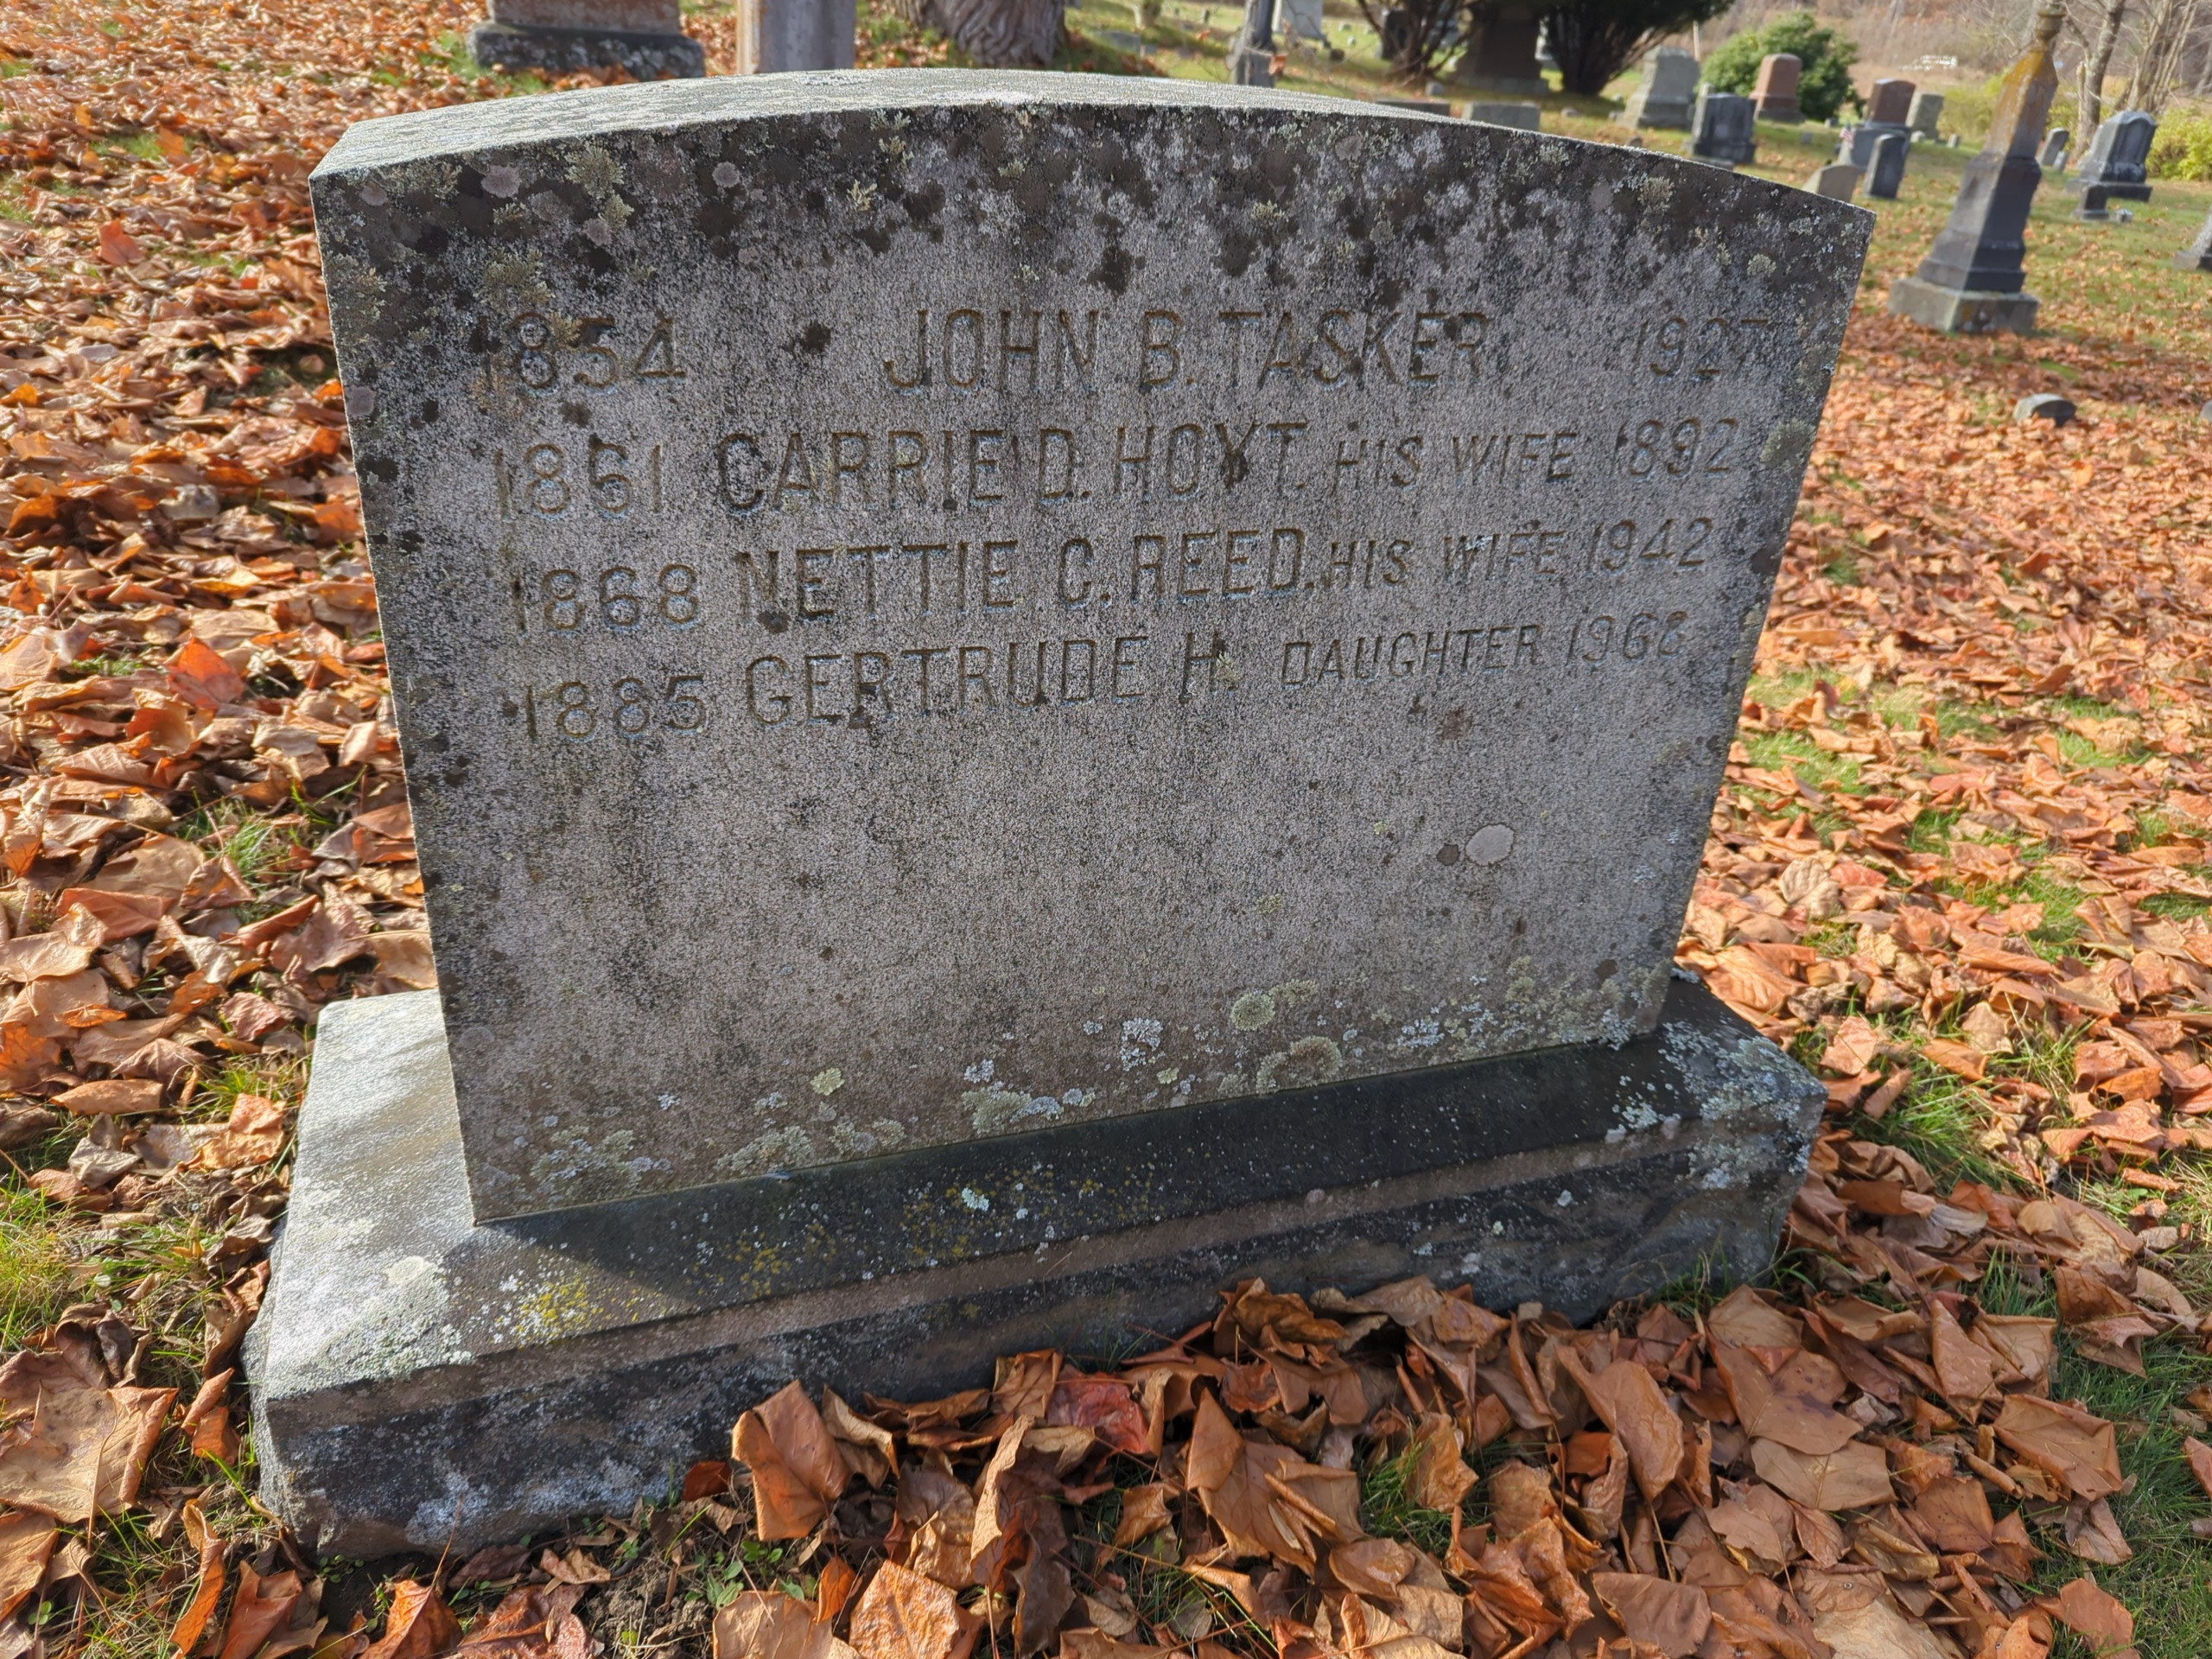 1854 JOHN B. TASKER 1927
1861 CARRIE D. HOYT. HIS WIFE 1892
1868 NETTIE C. REED. HIS WIFE 1942
1885 GERTRUDE H. DAUGHTER 1968